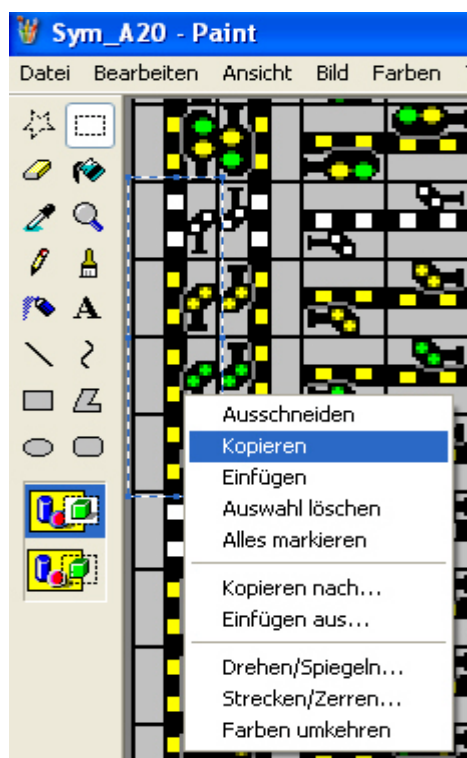 Sym_A20 - Paint
Datei Bearbeiten Ansicht Bild Farben
A
Ausschneiden
Kopieren
Einfügen
Auswahl löschen
Alles markieren
Kopieren nach...
Einfügen aus...
Drehen/Spiegeln...
Strecken/Zerren...
Farben umkehren